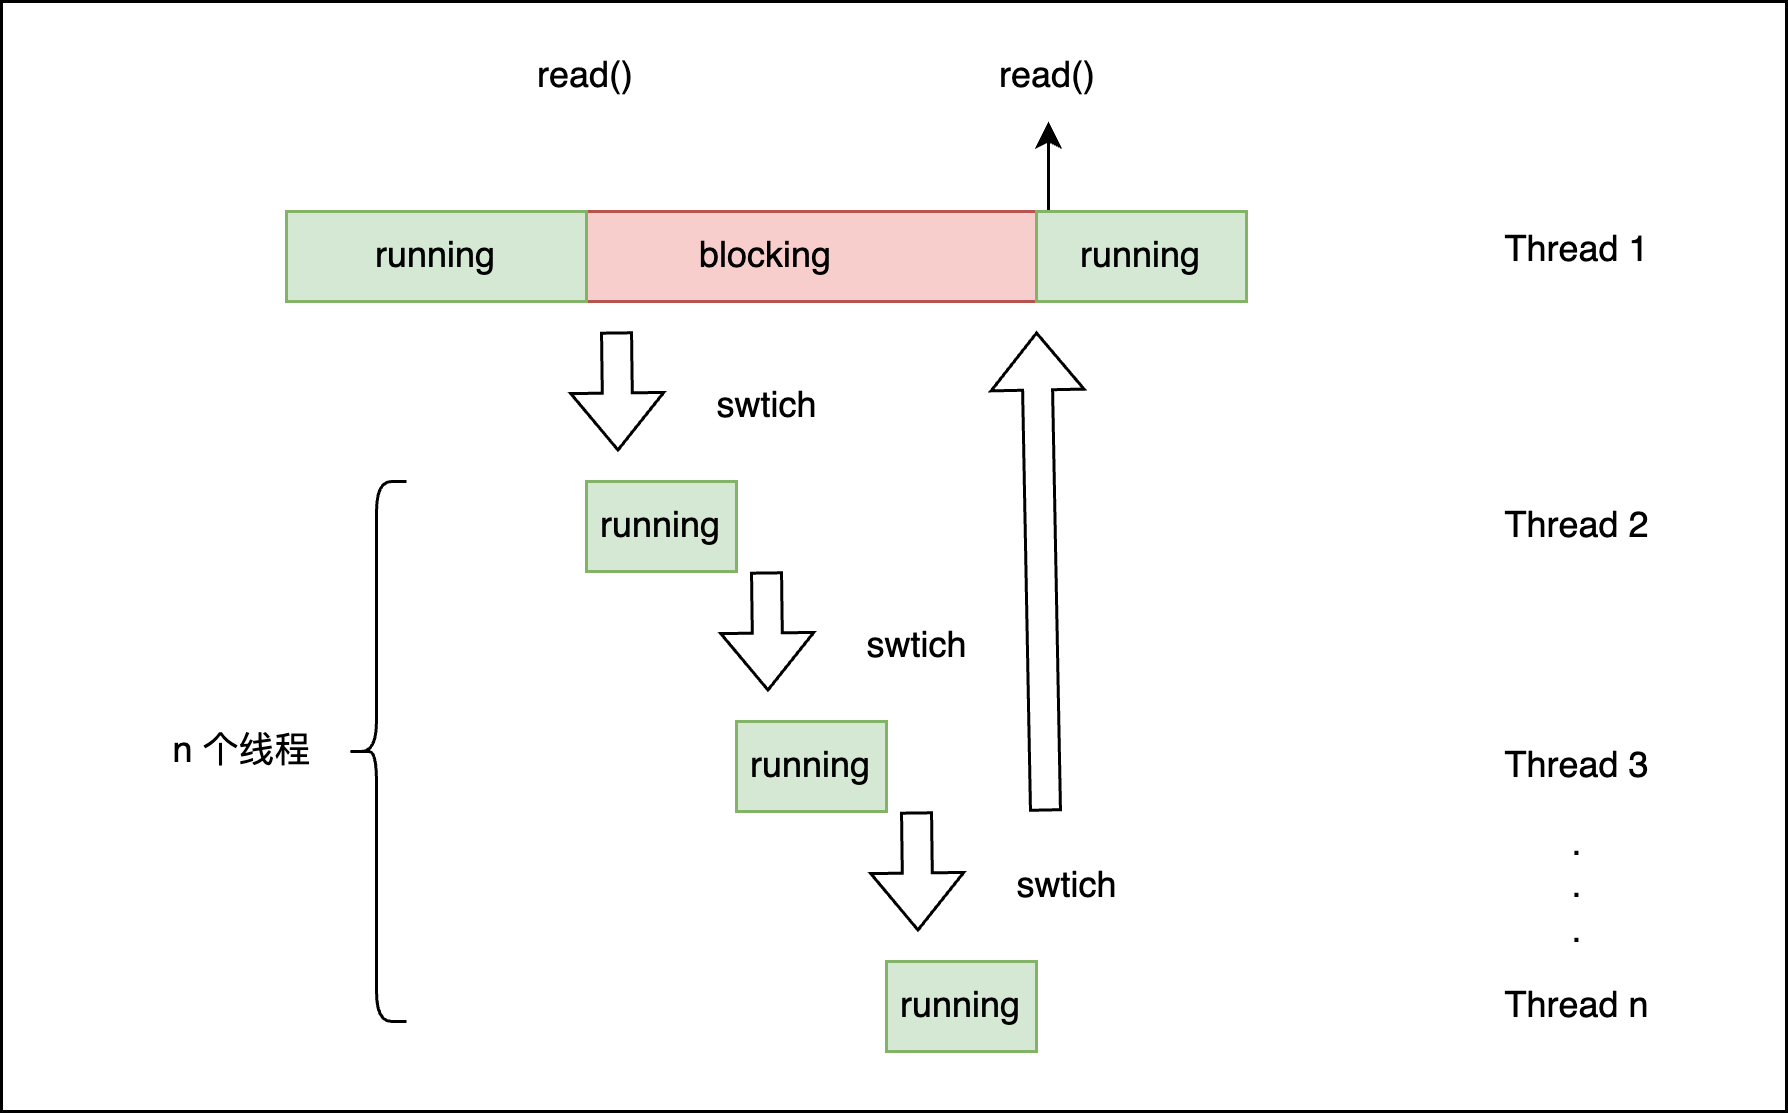 read()
read()
running
blocking
running
Thread 1
swtich
running
Thread 2
swtich
n 个线程
running
Thread 3
swtich
.
.
.
running
Thread n